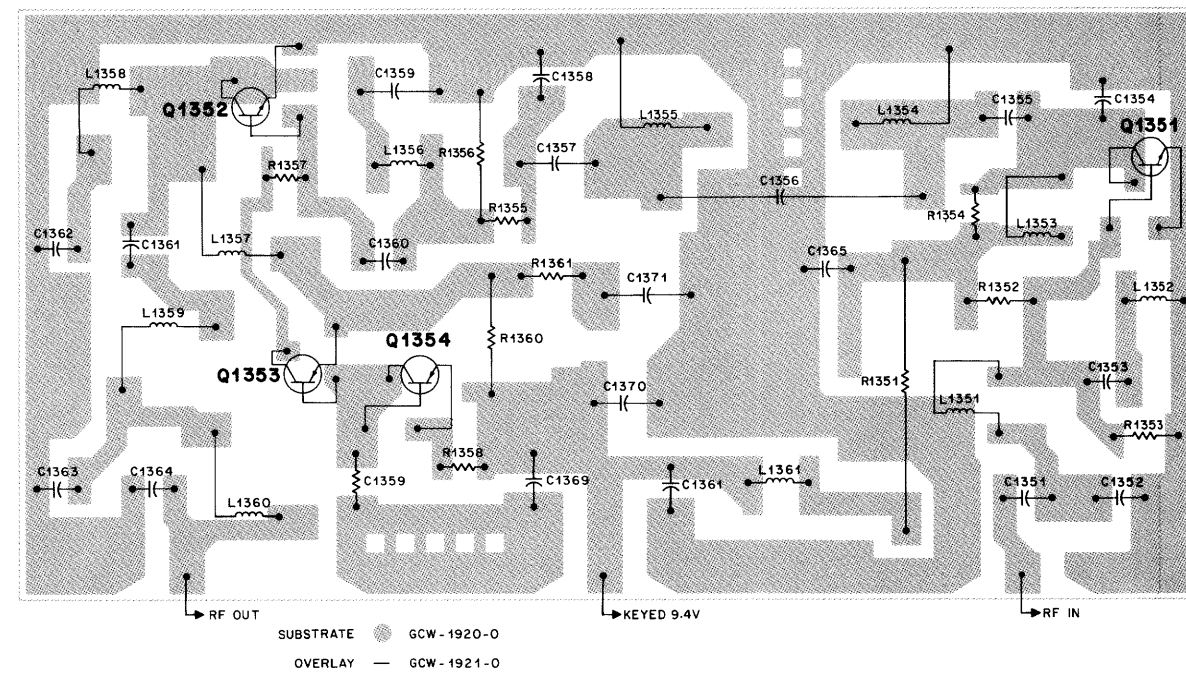 L1358
Q1352
C1359
C1358
L1355
L1354
C1355
C1354
Q1351
R1357
L1356
R1356
C1357
C1356
R1355
R1354
L1353
C1362
C1361
L1357
C1360
R1361
C1371
C1365
R1352
L1352
L1359
Q1353
Q1354
R1360
C1370
R1351
L1351
C1353
R1353
C1363
C1364
L1360
C1359
R1358
C1369
C1361
L1361
C1351
C1352
RF OUT
KEYED 9.4V
RF IN
SUBSTRATE GCW-1920-0
OVERLAY — GCW-1921-0